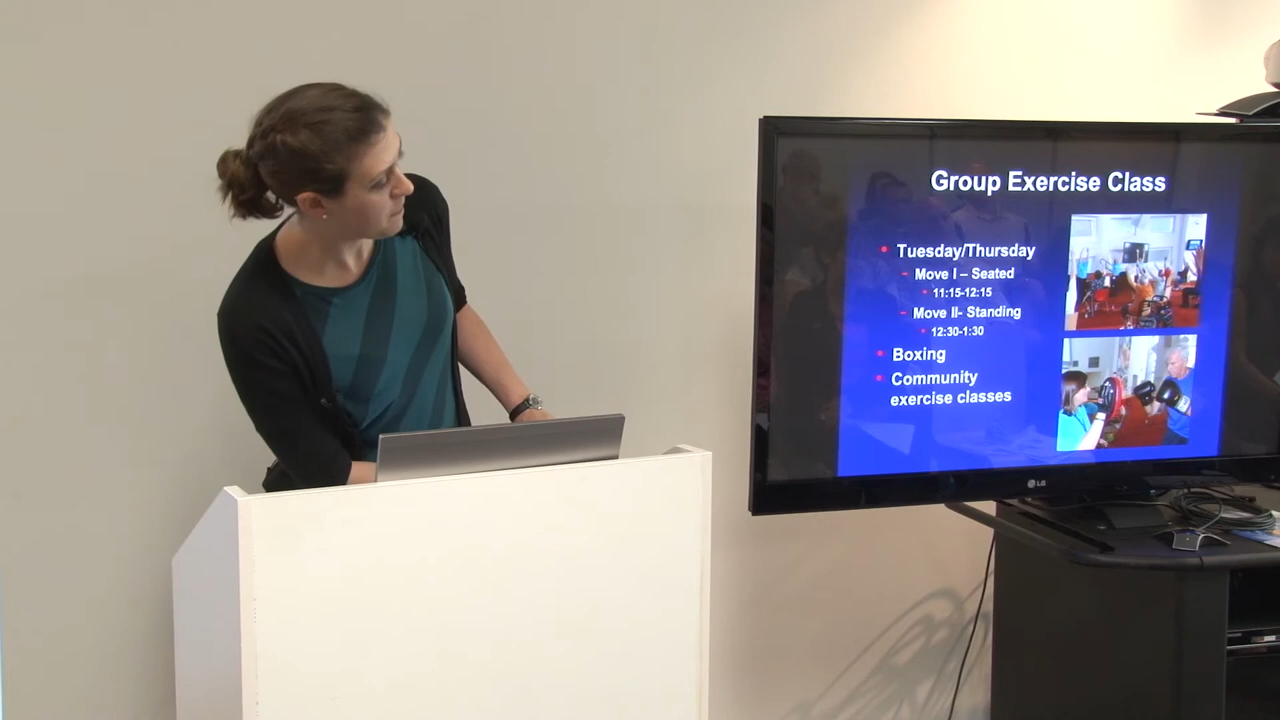 Group Exercise Class
Tuesday/Thursday
– Move I – Seated
11:15-12:15
– Move II- Standing
12:30-1:30
Boxing
Community
exercise classes
LG